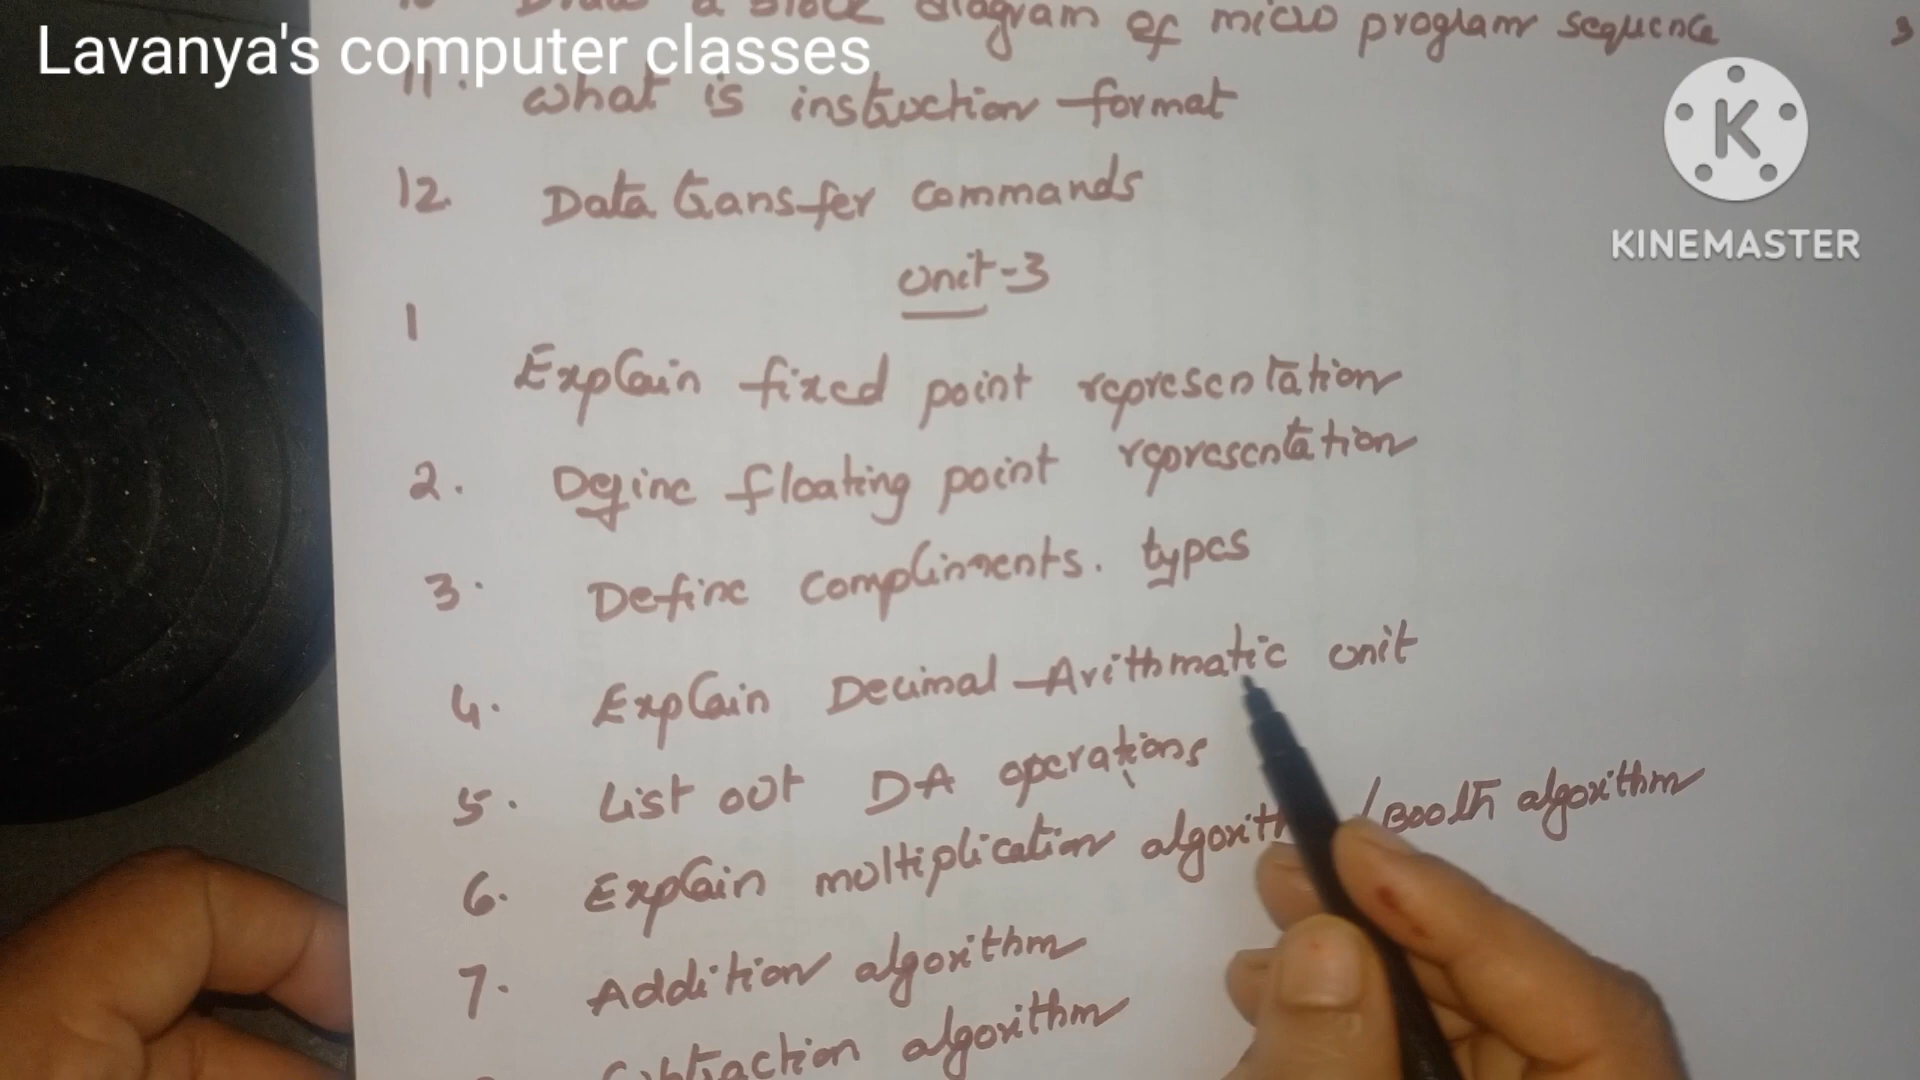 Lavanya's computer classes
10 Draw a block diagram of micro program sequence
11. what is instruction format
12. Data transfer commands
unit-3
1
Explain fixed point representation
2. Define floating point representation
3. Define Compliments. types
4. Explain Decimal Arithmatic unit
5. List out DA operations
6. Explain multiplication / Booth algorithm
7. Addition algorithm
Subtraction algorithm
K
KINEMASTER